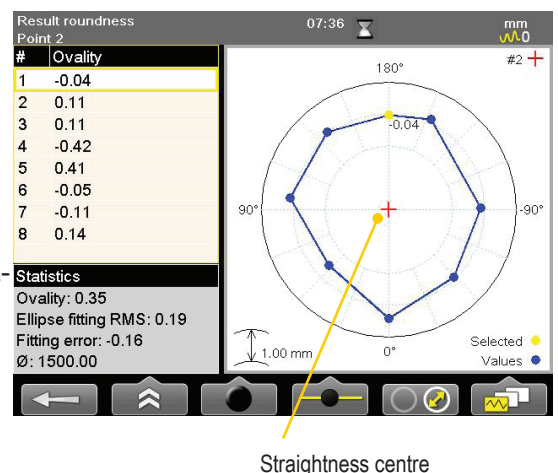 Result roundness
Point 2
07:36
mm
0
# Ovality
1 -0.04
2 0.11
3 0.11
4 -0.42
5 0.41
6 -0.05
7 -0.11
8 0.14
-
Statistics
Ovality: 0.35
Ellipse fitting RMS: 0.19
Fitting error: -0.16
Ø: 1500.00
#2
180°
-0.04
90°
-90°
0°
1.00 mm
Selected
Values
Straightness centre